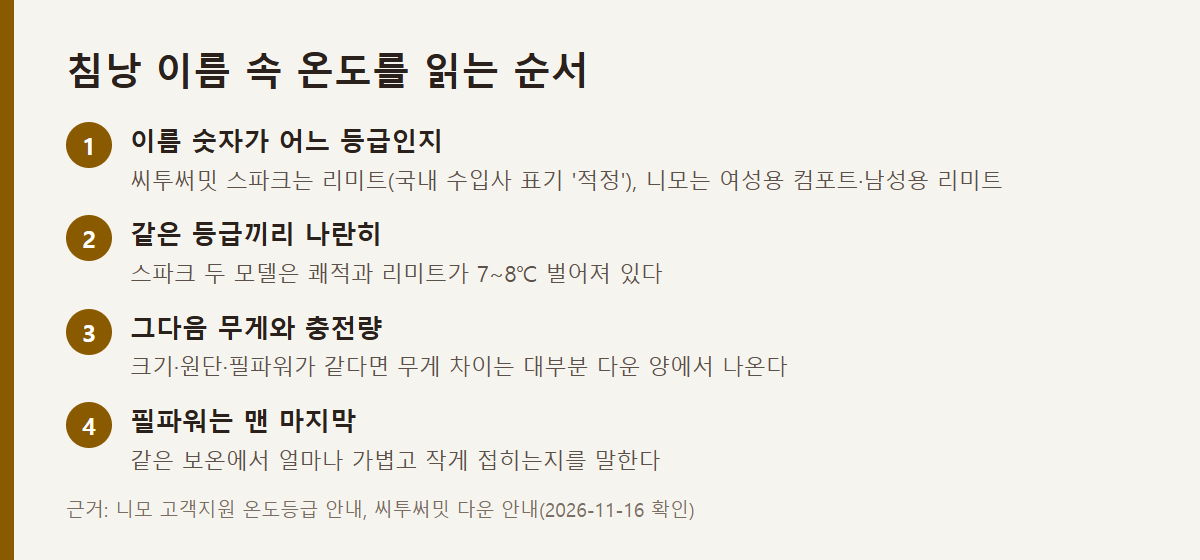 침낭 이름 속 온도를 읽는 순서
1
이름 숫자가 어느 등급인지
씨투써밋 스파크는 리미트(국내 수입사 표기 '적정'), 니모는 여성용 컴포트·남성용 리미트
2
같은 등급끼리 나란히
스파크 두 모델은 쾌적과 리미트가 7~8℃ 벌어져 있다
3
그다음 무게와 충전량
크기·원단·필파워가 같다면 무게 차이는 대부분 다운 양에서 나온다
4
필파워는 맨 마지막
같은 보온에서 얼마나 가볍고 작게 접히는지를 말한다
근거: 니모 고객지원 온도등급 안내, 씨투써밋 다운 안내(2026-11-16 확인)